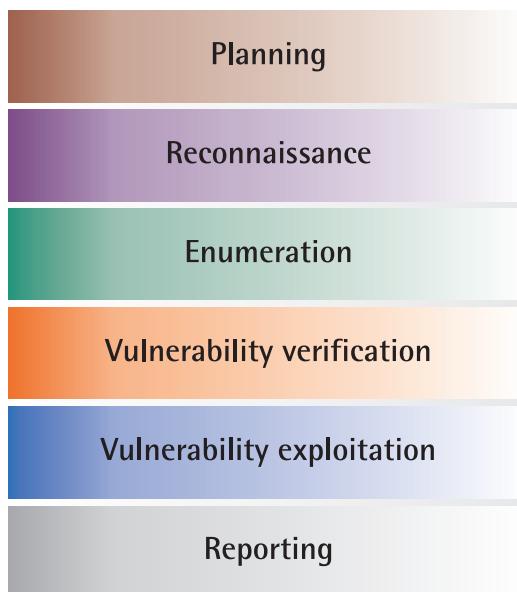 Planning
Reconnaissance
Enumeration
Vulnerability verification
Vulnerability exploitation
Reporting